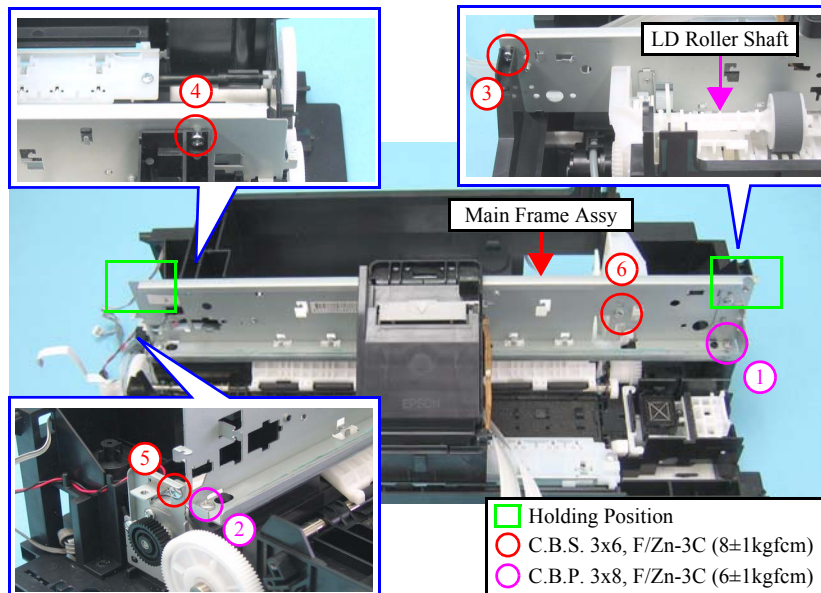 4
LD Roller Shaft
3
Main Frame Assy
6
1
EPSON
5
2
Holding Position
C.B.S. 3x6, F/Zn-3C (8±1kgfcm)
C.B.P. 3x8, F/Zn-3C (6±1kgfcm)